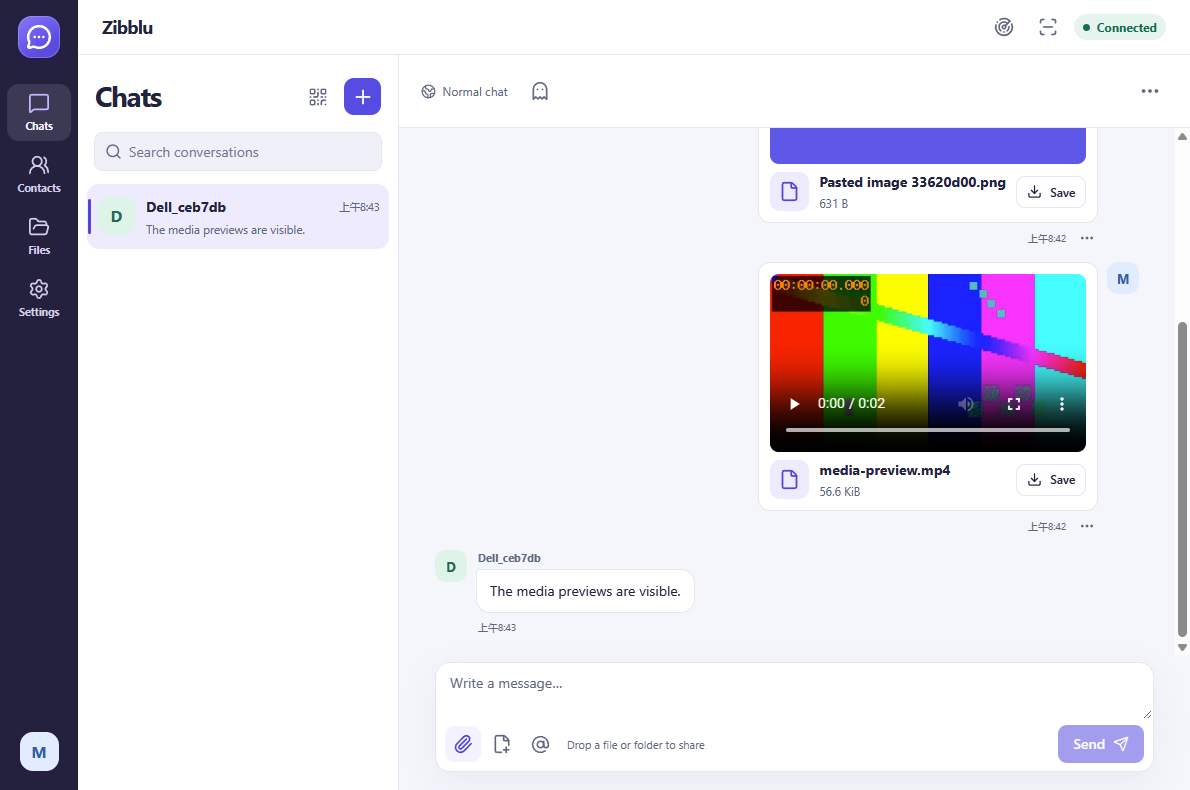 Zibblu
Connected
Chats
Contacts
Files
Settings
M
Chats
Search conversations
D
Dell_ceb7db
上午8:43
The media previews are visible.
Normal chat
Pasted image 33620d00.png
631 B
Save
上午8:42
M
00:00:00.000
0
0:00 / 0:02
media-preview.mp4
56.6 KiB
Save
上午8:42
D
Dell_ceb7db
The media previews are visible.
上午8:43
Write a message...
Drop a file or folder to share
Send